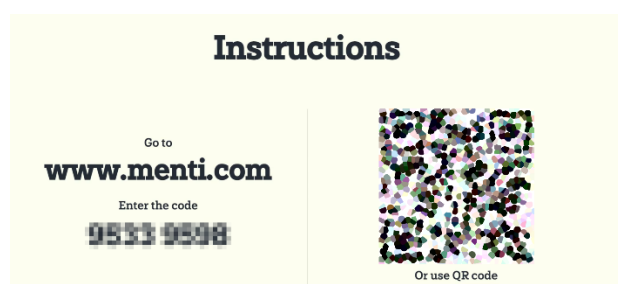 Instructions
Go to
www.menti.com
Enter the code
Or use QR code